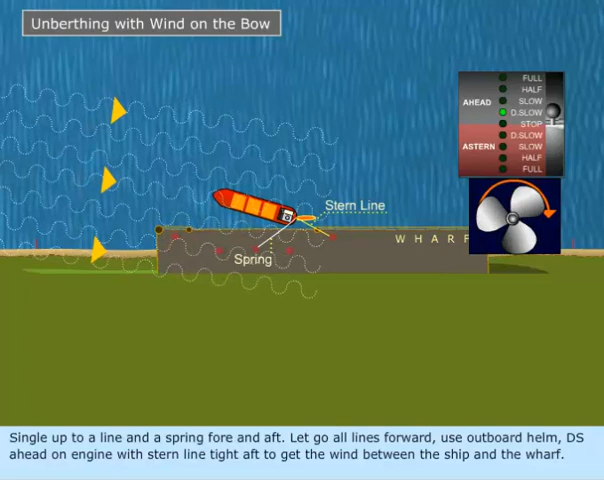 Unberthing with Wind on the Bow
FULL
HALF
AHEAD
SLOW
D.SLOW
STOP
D.SLOW
ASTERN
SLOW
HALF
FULL
Stern Line
WHARF
Spring
Single up to a line and a spring fore and aft. Let go all lines forward, use outboard helm, DS
ahead on engine with stern line tight aft to get the wind between the ship and the wharf.